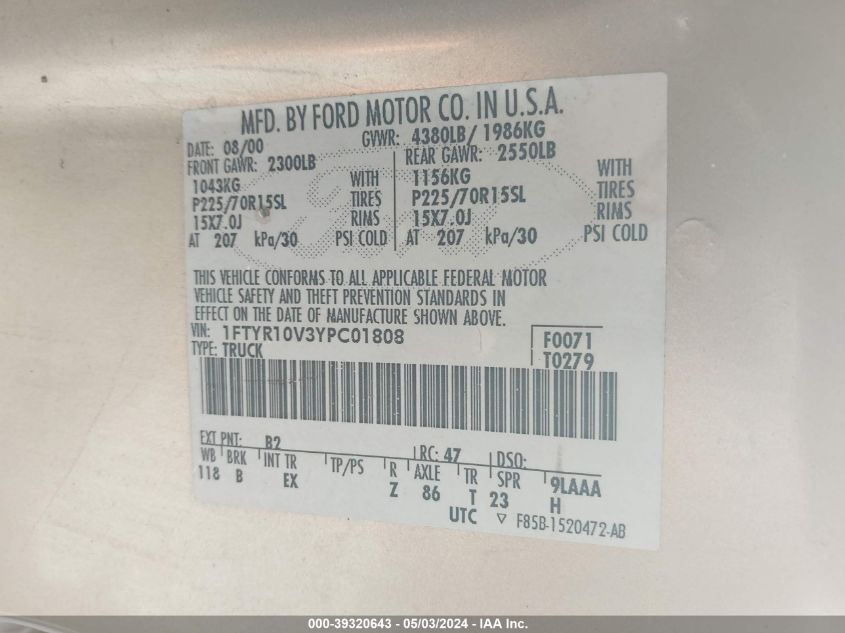 MFD. BY FORD MOTOR CO. IN U.S.A.
DATE: 08/00 GVWR: 4380LB/ 1986KG
FRONT GAWR: 2300LB REAR GAWR: 2550LB
1043KG WITH 1156KG WITH
P225/70R15SL TIRES P225/70R15SL TIRES
15X7.0J RIMS 15X7.0J RIMS
AT 207 kPa/30 PSI COLD AT 207 kPa/30 PSI COLD
THIS VEHICLE CONFORMS TO ALL APPLICABLE FEDERAL MOTOR
VEHICLE SAFETY AND THEFT PREVENTION STANDARDS IN
EFFECT ON THE DATE OF MANUFACTURE SHOWN ABOVE.
VIN: 1FTYR10V3YPC01808 F0071
TYPE: TRUCK T0279
EXT PNT: B2 RC: 47 DSO:
WB BRK INT TR TP/PS R AXLE TR SPR 9LAAA
118 B EX Z 86 T 23 H
UTC ▽ F85B-1520472-AB
000-39320643 - 05/03/2024 - IAA Inc.